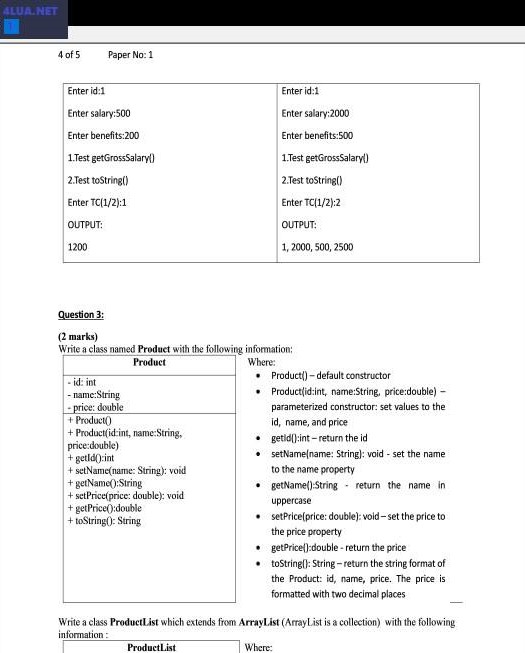 4LUA.NET
4 of 5 Paper No: 1
Enter id:1
Enter salary:500
Enter benefits:200
1.Test getGrossSalary()
2.Test toString()
Enter TC(1/2):1
OUTPUT:
1200
Enter id:1
Enter salary:2000
Enter benefits:500
1.Test getGrossSalary()
2.Test toString()
Enter TC(1/2):2
OUTPUT:
1, 2000, 500, 2500
Question 3:
(2 marks)
Write a class named Product with the following information:
Product
- id: int
- name:String
- price: double
+ Product()
+ Product(id:int, name:String,
price:double)
+ getId():int
+ setName(name: String): void
+ getName():String
+ setPrice(price: double): void
+ getPrice():double
+ toString(): String
Where:
• Product() – default constructor
• Product(id:int, name:String, price:double) –
parameterized constructor: set values to the
id, name, and price
• getId():int – return the id
• setName(name: String): void - set the name
to the name property
• getName():String - return the name in
uppercase
• setPrice(price: double): void – set the price to
the price property
• getPrice():double - return the price
• toString(): String – return the string format of
the Product: id, name, price. The price is
formatted with two decimal places
Write a class ProductList which extends from ArrayList (ArrayList is a collection) with the following
information :
ProductList
Where: